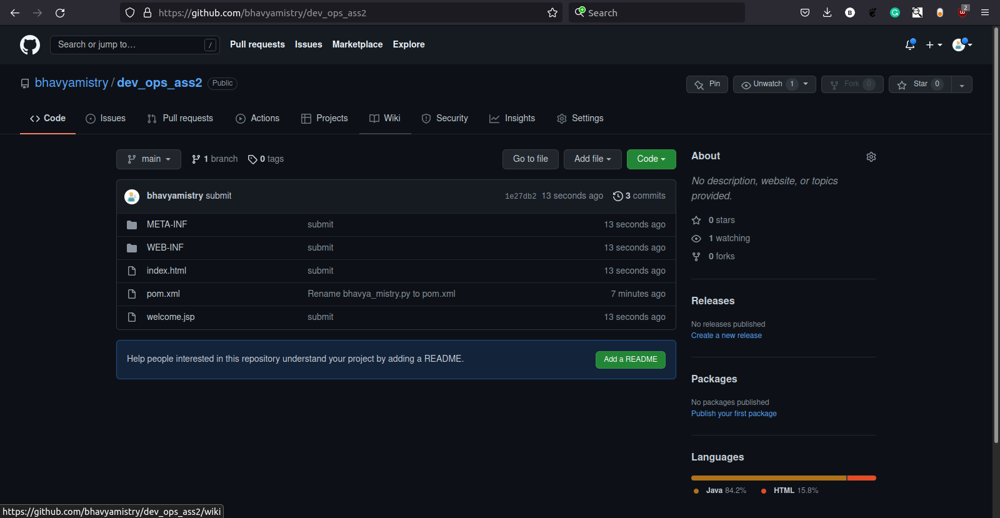 https://github.com/bhavyamistry/dev_ops_ass2
Search
B
G
2
Search or jump to…
/
Pull requests
Issues
Marketplace
Explore
bhavyamistry / dev_ops_ass2
Public
Pin
Unwatch 1
Fork 0
Star 0
Code
Issues
Pull requests
Actions
Projects
Wiki
Security
Insights
Settings
main
1 branch
0 tags
Go to file
Add file
Code
bhavyamistry submit 1e27db2 13 seconds ago 3 commits
META-INF submit 13 seconds ago
WEB-INF submit 13 seconds ago
index.html submit 13 seconds ago
pom.xml Rename bhavya_mistry.py to pom.xml 7 minutes ago
welcome.jsp submit 13 seconds ago
Help people interested in this repository understand your project by adding a README.
Add a README
About
No description, website, or topics
provided.
0 stars
1 watching
0 forks
Releases
No releases published
Create a new release
Packages
No packages published
Publish your first package
Languages
Java 84.2% HTML 15.8%
https://github.com/bhavyamistry/dev_ops_ass2/wiki